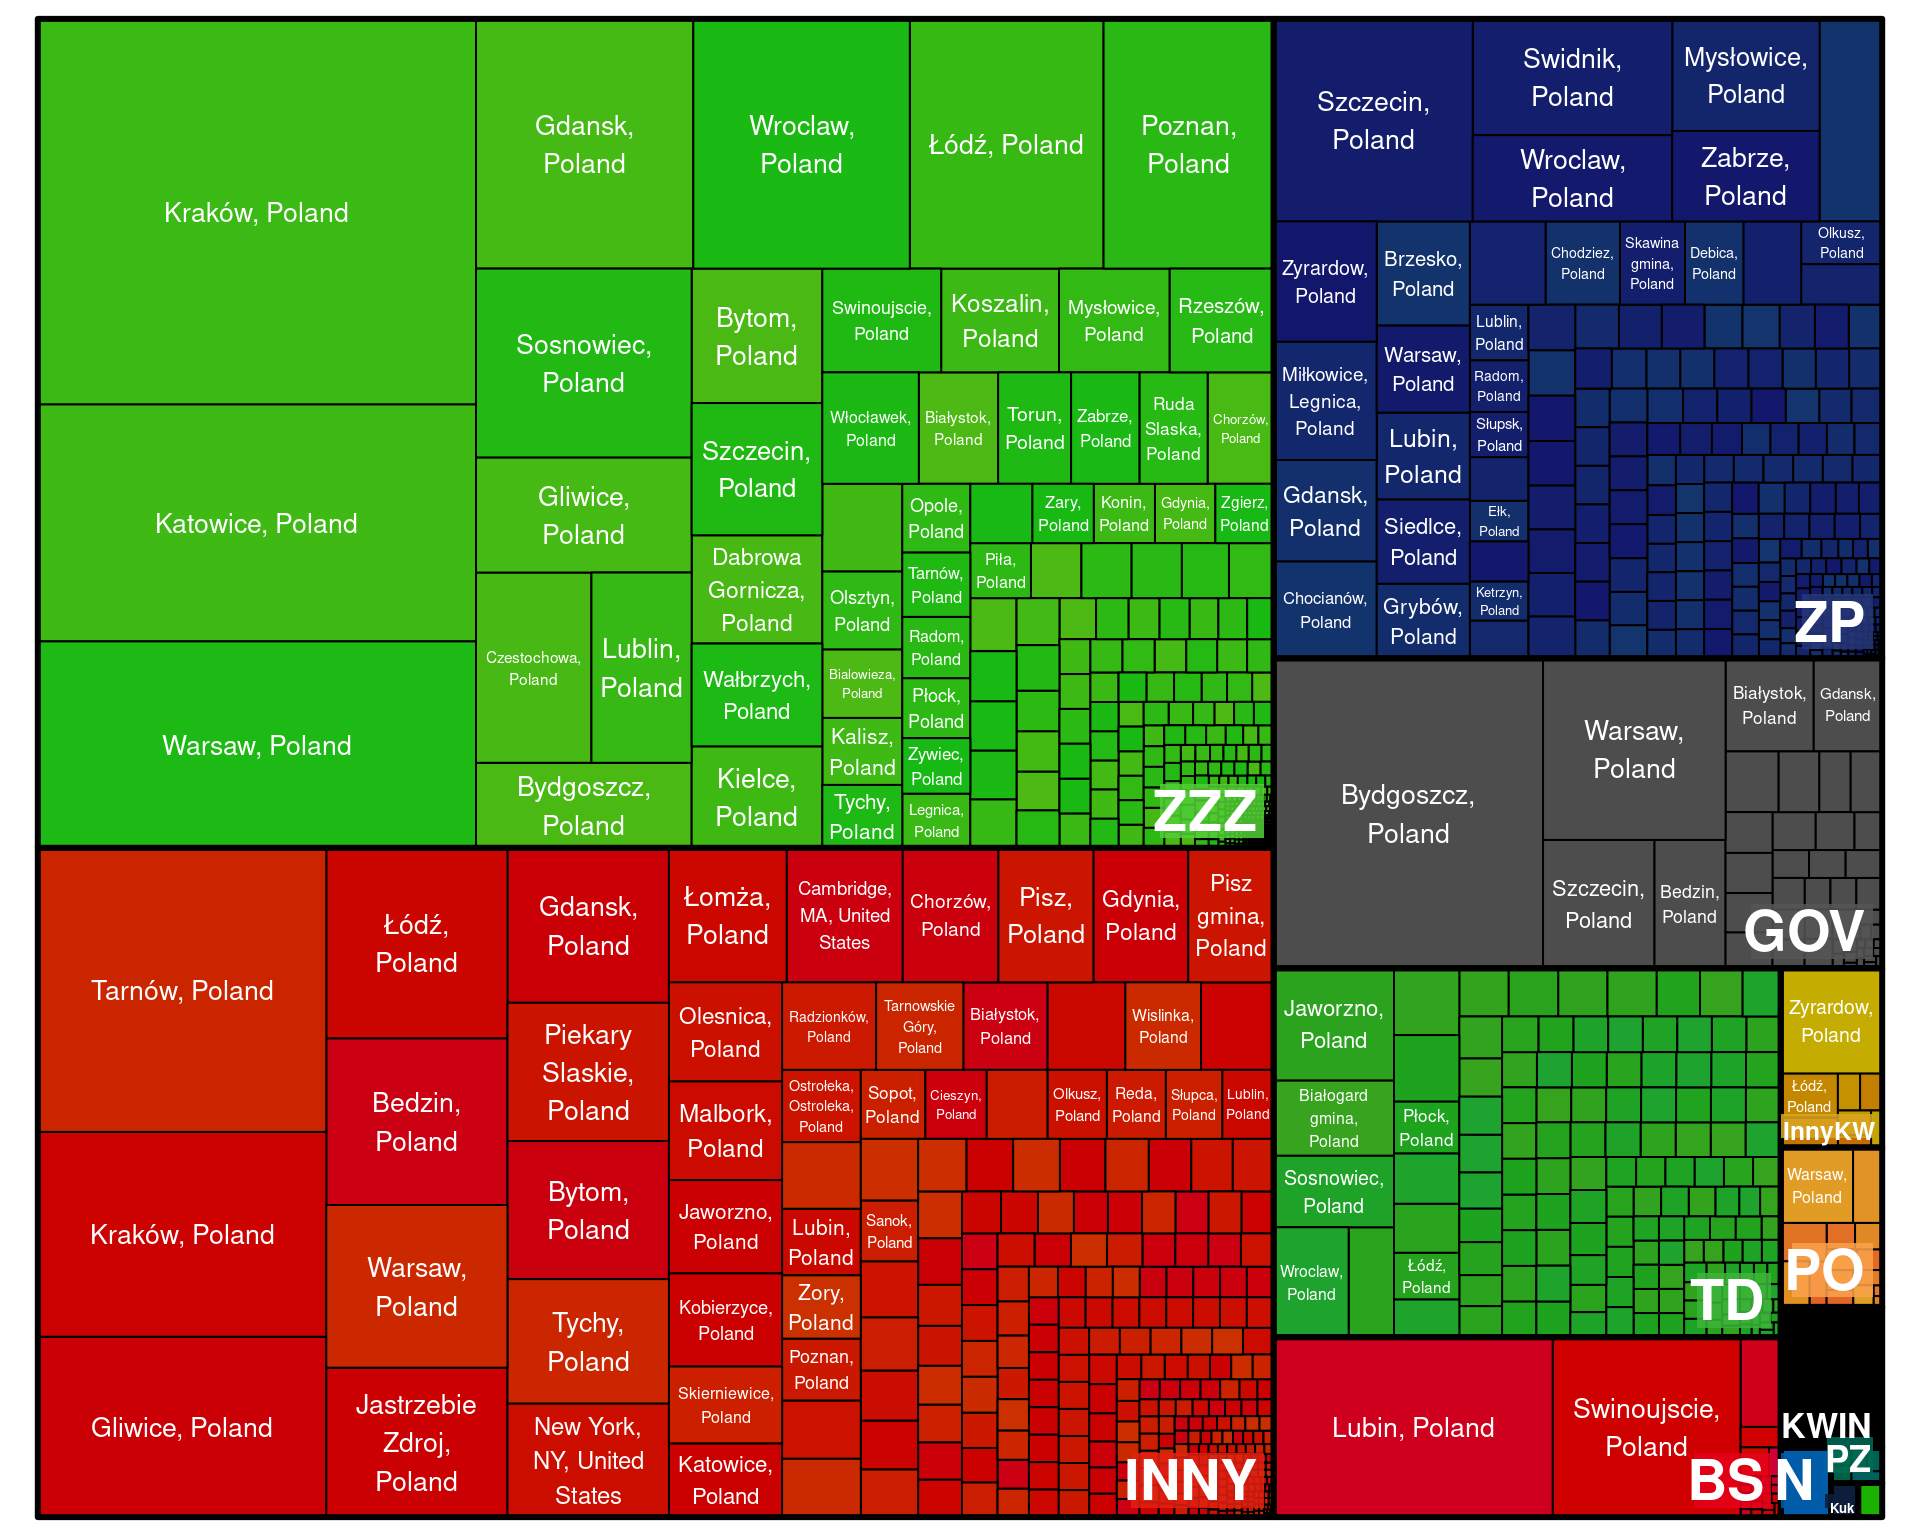 Kraków, Poland
Katowice, Poland
Warsaw, Poland
Gdansk,
Poland
Wroclaw,
Poland
Łódź, Poland
Poznan,
Poland
Sosnowiec,
Poland
Gliwice,
Poland
Czestochowa,
Poland
Lublin,
Poland
Bydgoszcz,
Poland
Bytom,
Poland
Szczecin,
Poland
Dabrowa
Gornicza,
Poland
Wałbrzych,
Poland
Kielce,
Poland
Swinoujscie,
Poland
Koszalin,
Poland
Mysłowice,
Poland
Rzeszów,
Poland
Włocławek,
Poland
Białystok,
Poland
Torun,
Poland
Zabrze,
Poland
Ruda
Slaska,
Poland
Chorzów,
Poland
Olsztyn,
Poland
Bialowieza,
Poland
Kalisz,
Poland
Tychy,
Poland
Opole,
Poland
Tarnów,
Poland
Radom,
Poland
Płock,
Poland
Zywiec,
Poland
Legnica,
Poland
Zary,
Poland
Konin,
Poland
Gdynia,
Poland
Zgierz,
Poland
Piła,
Poland
ZZZ
Szczecin,
Poland
Swidnik,
Poland
Wroclaw,
Poland
Mysłowice,
Poland
Zabrze,
Poland
Zyrardow,
Poland
Miłkowice,
Legnica,
Poland
Gdansk,
Poland
Chocianów,
Poland
Brzesko,
Poland
Warsaw,
Poland
Lubin,
Poland
Siedlce,
Poland
Grybów,
Poland
Chodziez,
Poland
Skawina
gmina,
Poland
Debica,
Poland
Olkusz,
Poland
Lublin,
Poland
Radom,
Poland
Słupsk,
Poland
Ełk,
Poland
Ketrzyn,
Poland
ZP
Bydgoszcz,
Poland
Warsaw,
Poland
Szczecin,
Poland
Bedzin,
Poland
Białystok,
Poland
Gdansk,
Poland
GOV
Tarnów, Poland
Kraków, Poland
Gliwice, Poland
Łódź,
Poland
Bedzin,
Poland
Warsaw,
Poland
Jastrzebie
Zdroj,
Poland
Gdansk,
Poland
Piekary
Slaskie,
Poland
Bytom,
Poland
Tychy,
Poland
New York,
NY, United
States
Łomża,
Poland
Cambridge,
MA, United
States
Chorzów,
Poland
Pisz,
Poland
Gdynia,
Poland
Pisz
gmina,
Poland
Olesnica,
Poland
Malbork,
Poland
Jaworzno,
Poland
Kobierzyce,
Poland
Skierniewice,
Poland
Katowice,
Poland
Radzionków,
Poland
Tarnowskie
Góry,
Poland
Białystok,
Poland
Wislinka,
Poland
Ostrołeka,
Ostroleka,
Poland
Sopot,
Poland
Cieszyn,
Poland
Olkusz,
Poland
Reda,
Poland
Słupca,
Poland
Lublin,
Poland
Lubin,
Poland
Zory,
Poland
Poznan,
Poland
Sanok,
Poland
INNY
Jaworzno,
Poland
Białogard
gmina,
Poland
Sosnowiec,
Poland
Wroclaw,
Poland
Płock,
Poland
Łódź,
Poland
TD
Zyrardow,
Poland
Łódź,
Poland
InnyKW
Warsaw,
Poland
PO
Lubin, Poland
Swinoujscie,
Poland
BS
KWIN
PZ
N
Kuk